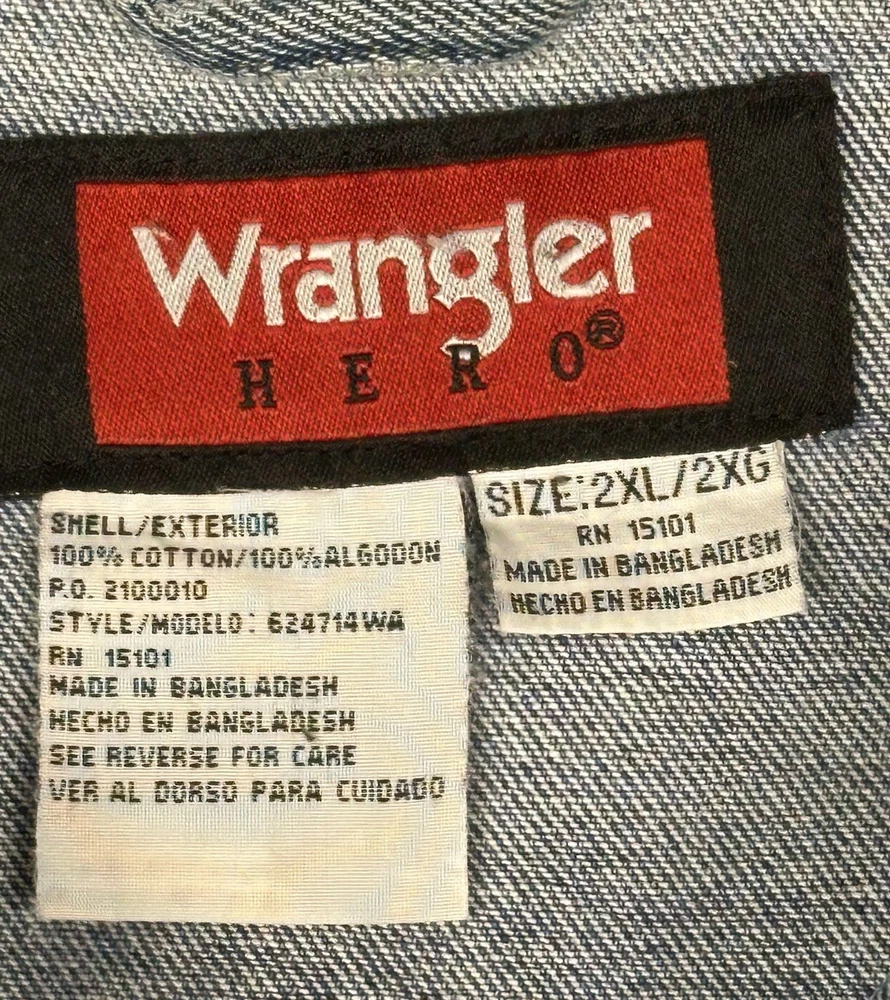 Wrangler
HERO®
SHELL/EXTERIOR
100% COTTON/100%ALGODON
P.O. 2100010
STYLE/MODELO: 624714WA
RN 15101
MADE IN BANGLADESH
HECHO EN BANGLADESH
SEE REVERSE FOR CARE
VER AL DORSO PARA CUIDADO
SIZE:2XL/2XG
RN 15101
MADE IN BANGLADESH
HECHO EN BANGLADESH